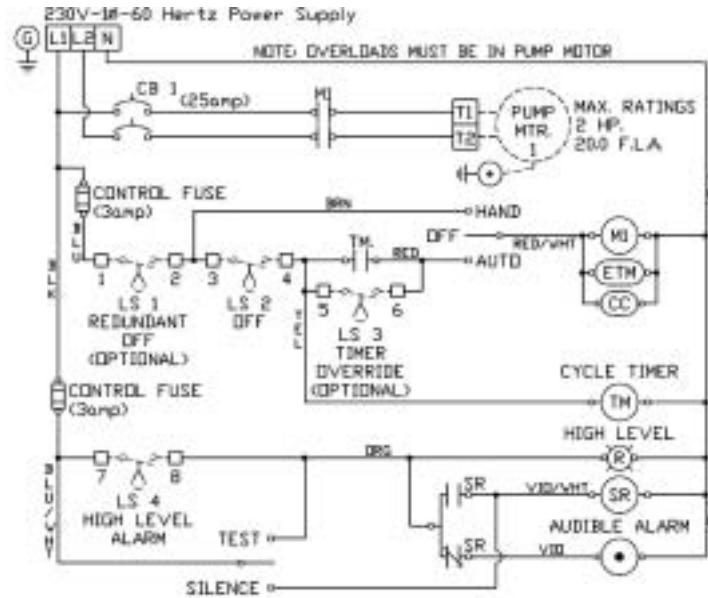 230V-1Ø-60 Hertz Power Supply
G L1 L2 N
NOTE: OVERLOADS MUST BE IN PUMP MOTOR
CB 1
(25amp)
M1
T1
T2
PUMP
MTR.
1
MAX. RATINGS
2 HP.
20.0 F.L.A.
CONTROL FUSE
(3amp)
BLU
BLK
BRN
HAND
OFF
RED/WHT
M1
TM.
RED
AUTO
ETM
CC
1 2 3 4
LS 1
REDUNDANT
OFF
(OPTIONAL)
LS 2
OFF
5 6
LS 3
TIMER
OVERRIDE
(OPTIONAL)
CONTROL FUSE
(3amp)
CYCLE TIMER
TM
HIGH LEVEL
ORG
R
7 8
LS 4
HIGH LEVEL
ALARM
BLU/WHT
SR
VIO/WHT
SR
AUDIBLE ALARM
TEST
SR
VIO
SILENCE